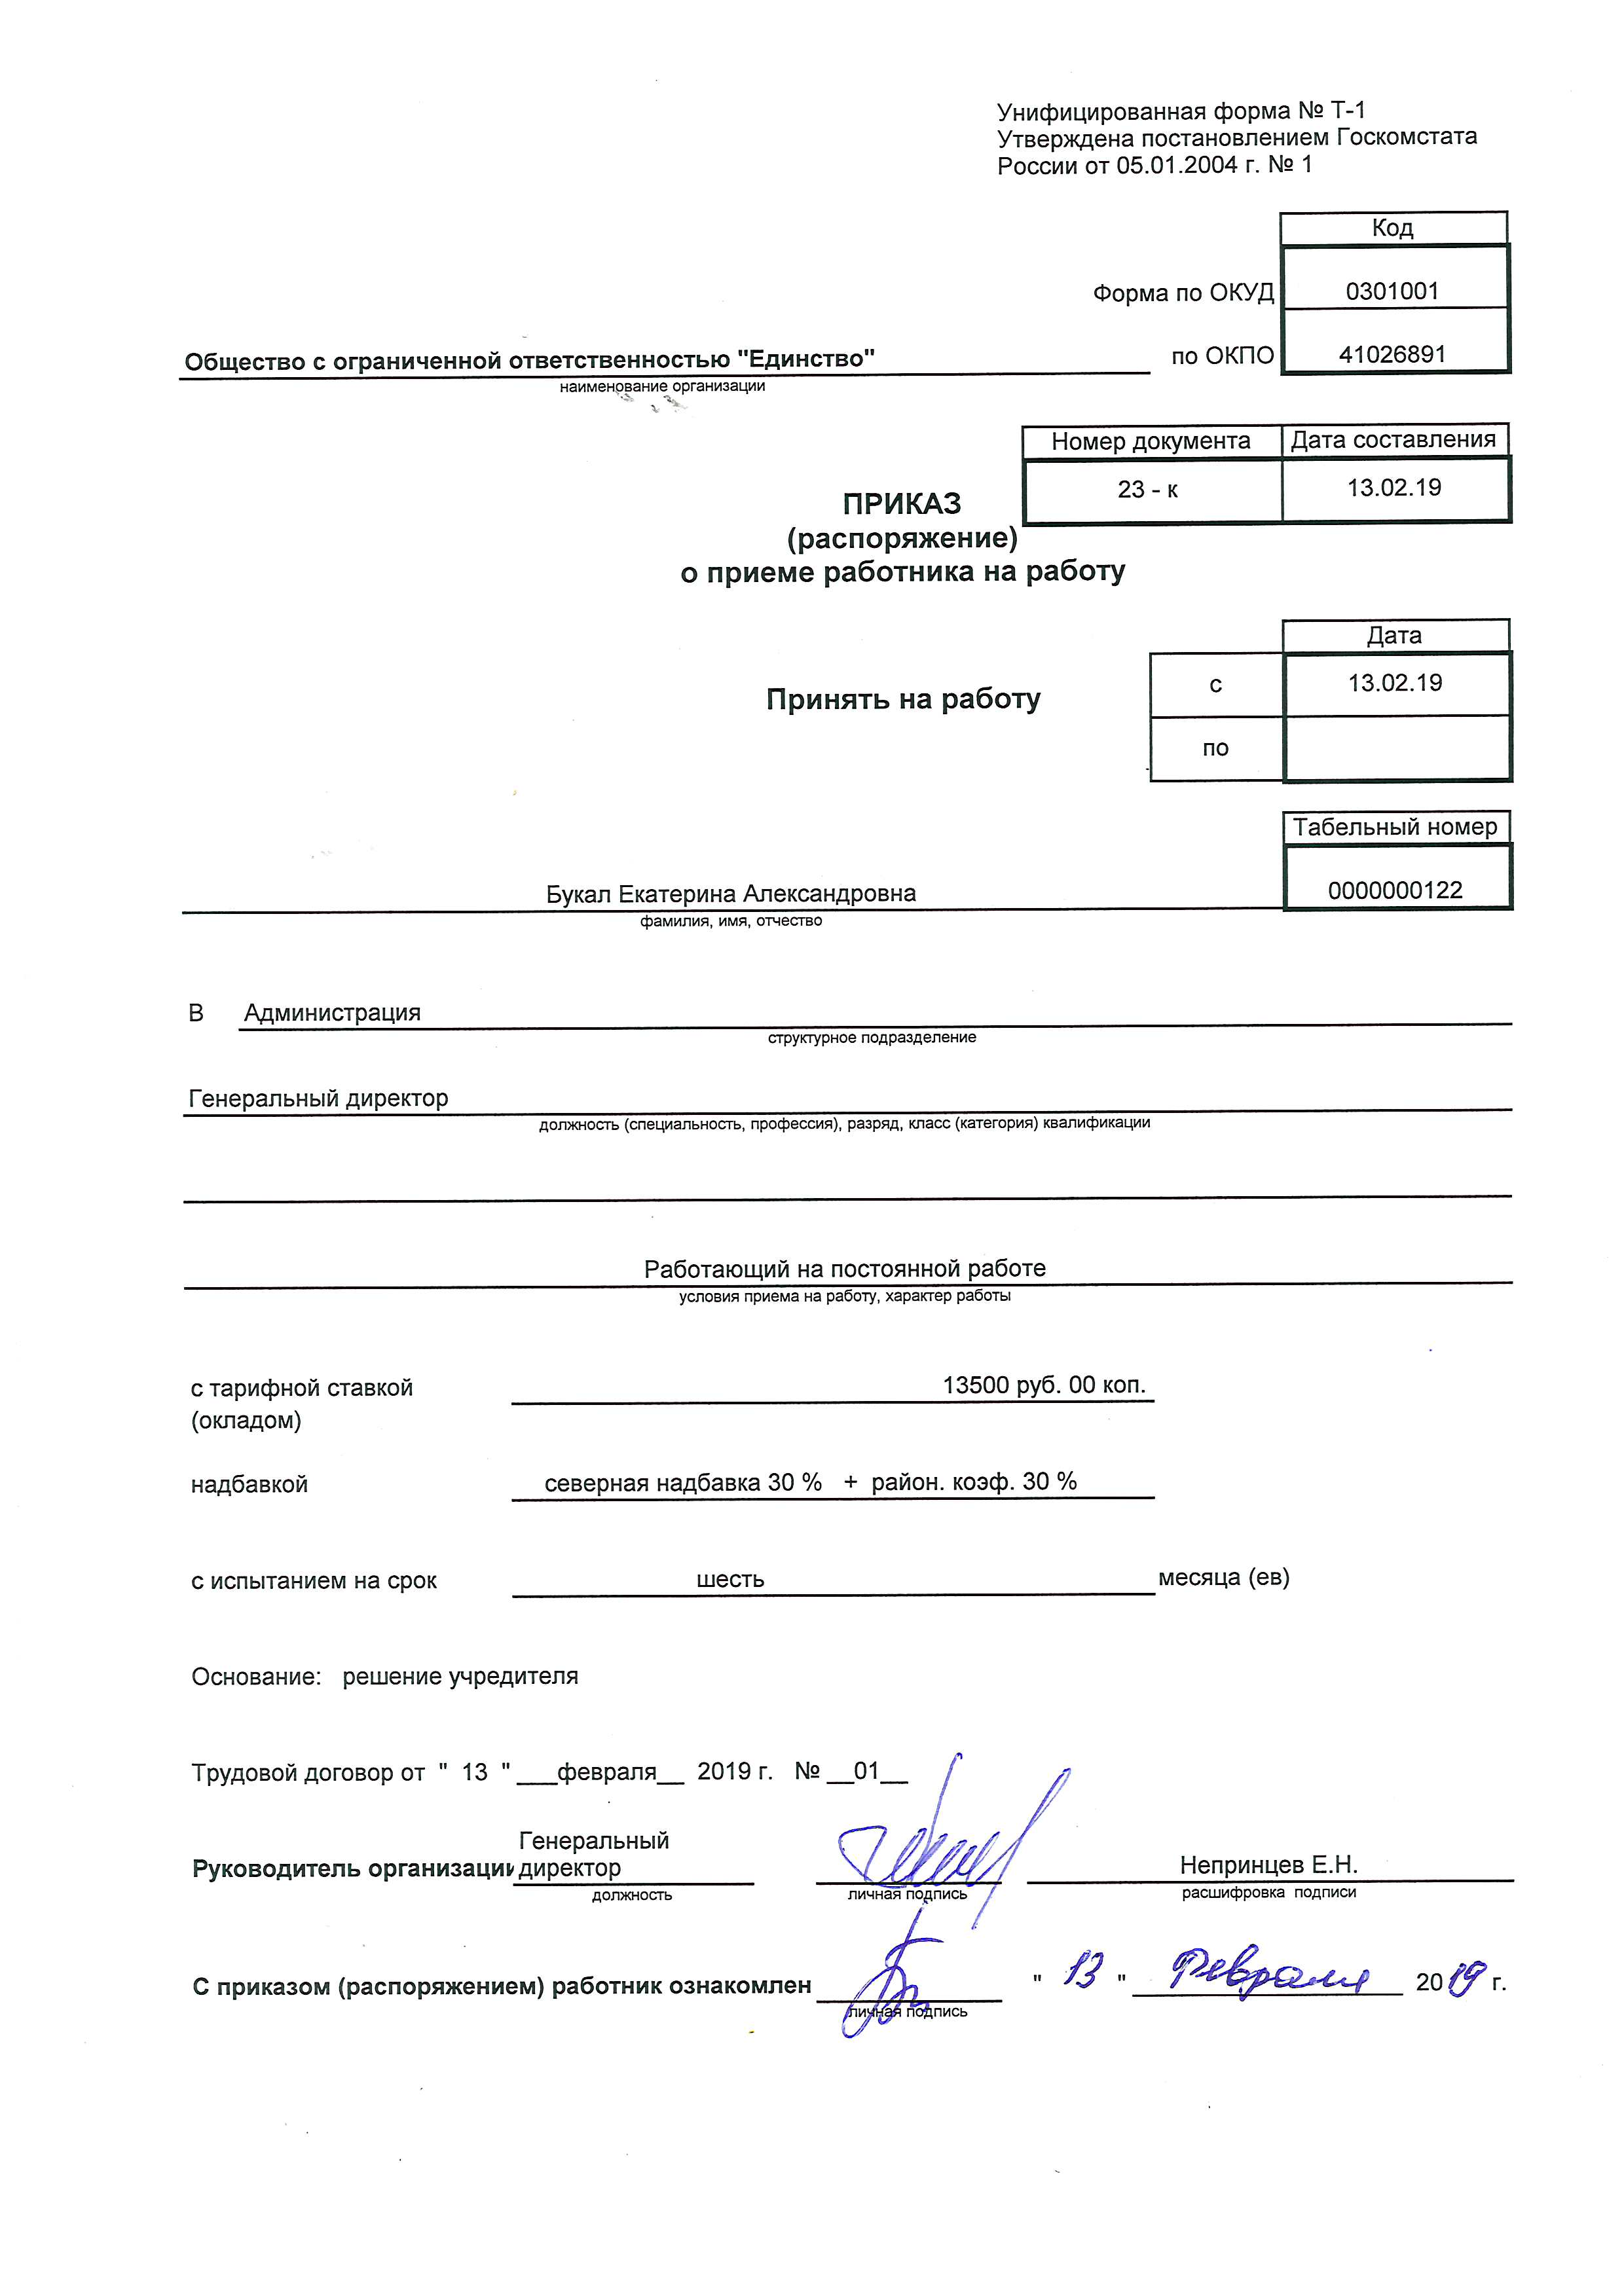 Унифицированная форма № Т-1
Утверждена постановлением Госкомстата
России от 05.01.2004 г. № 1
Код
Форма по ОКУД 0301001
Общество с ограниченной ответственностью "Единство" по ОКПО 41026891
наименование организации
Номер документа Дата составления
23 - к 13.02.19
ПРИКАЗ
(распоряжение)
о приеме работника на работу
Дата
Принять на работу с 13.02.19
по
Табельный номер
Букал Екатерина Александровна 0000000122
фамилия, имя, отчество
В Администрация
структурное подразделение
Генеральный директор
должность (специальность, профессия), разряд, класс (категория) квалификации
Работающий на постоянной работе
условия приема на работу, характер работы
с тарифной ставкой 13500 руб. 00 коп.
(окладом)
надбавкой северная надбавка 30 % + район. коэф. 30 %
с испытанием на срок шесть месяца (ев)
Основание: решение учредителя
Трудовой договор от " 13 " ___февраля__ 2019 г. № __01__
Генеральный
Руководитель организации директор Непринцев Е.Н.
должность личная подпись расшифровка подписи
С приказом (распоряжением) работник ознакомлен " 13 " Февраля 2019 г.
личная подпись